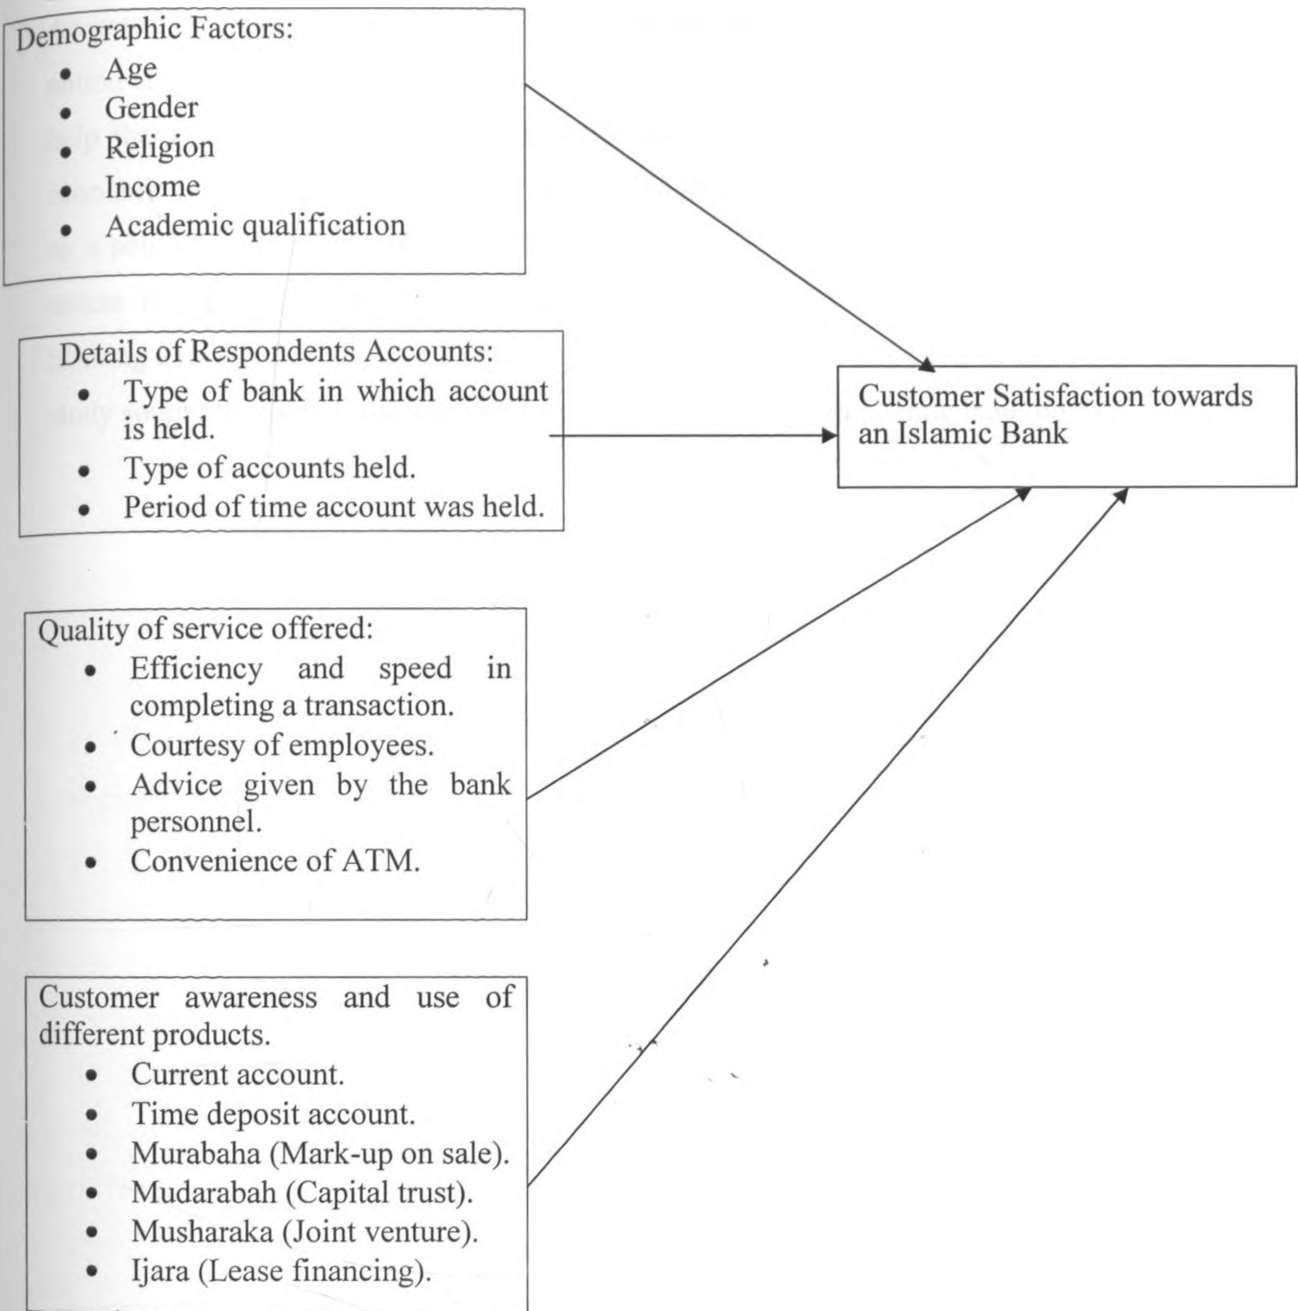 Demographic Factors:
• Age
• Gender
• Religion
• Income
• Academic qualification
Details of Respondents Accounts:
• Type of bank in which account
is held.
• Type of accounts held.
• Period of time account was held.
Customer Satisfaction towards
an Islamic Bank
Quality of service offered:
• Efficiency and speed in
completing a transaction.
• Courtesy of employees.
• Advice given by the bank
personnel.
• Convenience of ATM.
Customer awareness and use of
different products.
• Current account.
• Time deposit account.
• Murabaha (Mark-up on sale).
• Mudarabah (Capital trust).
• Musharaka (Joint venture).
• Ijara (Lease financing).